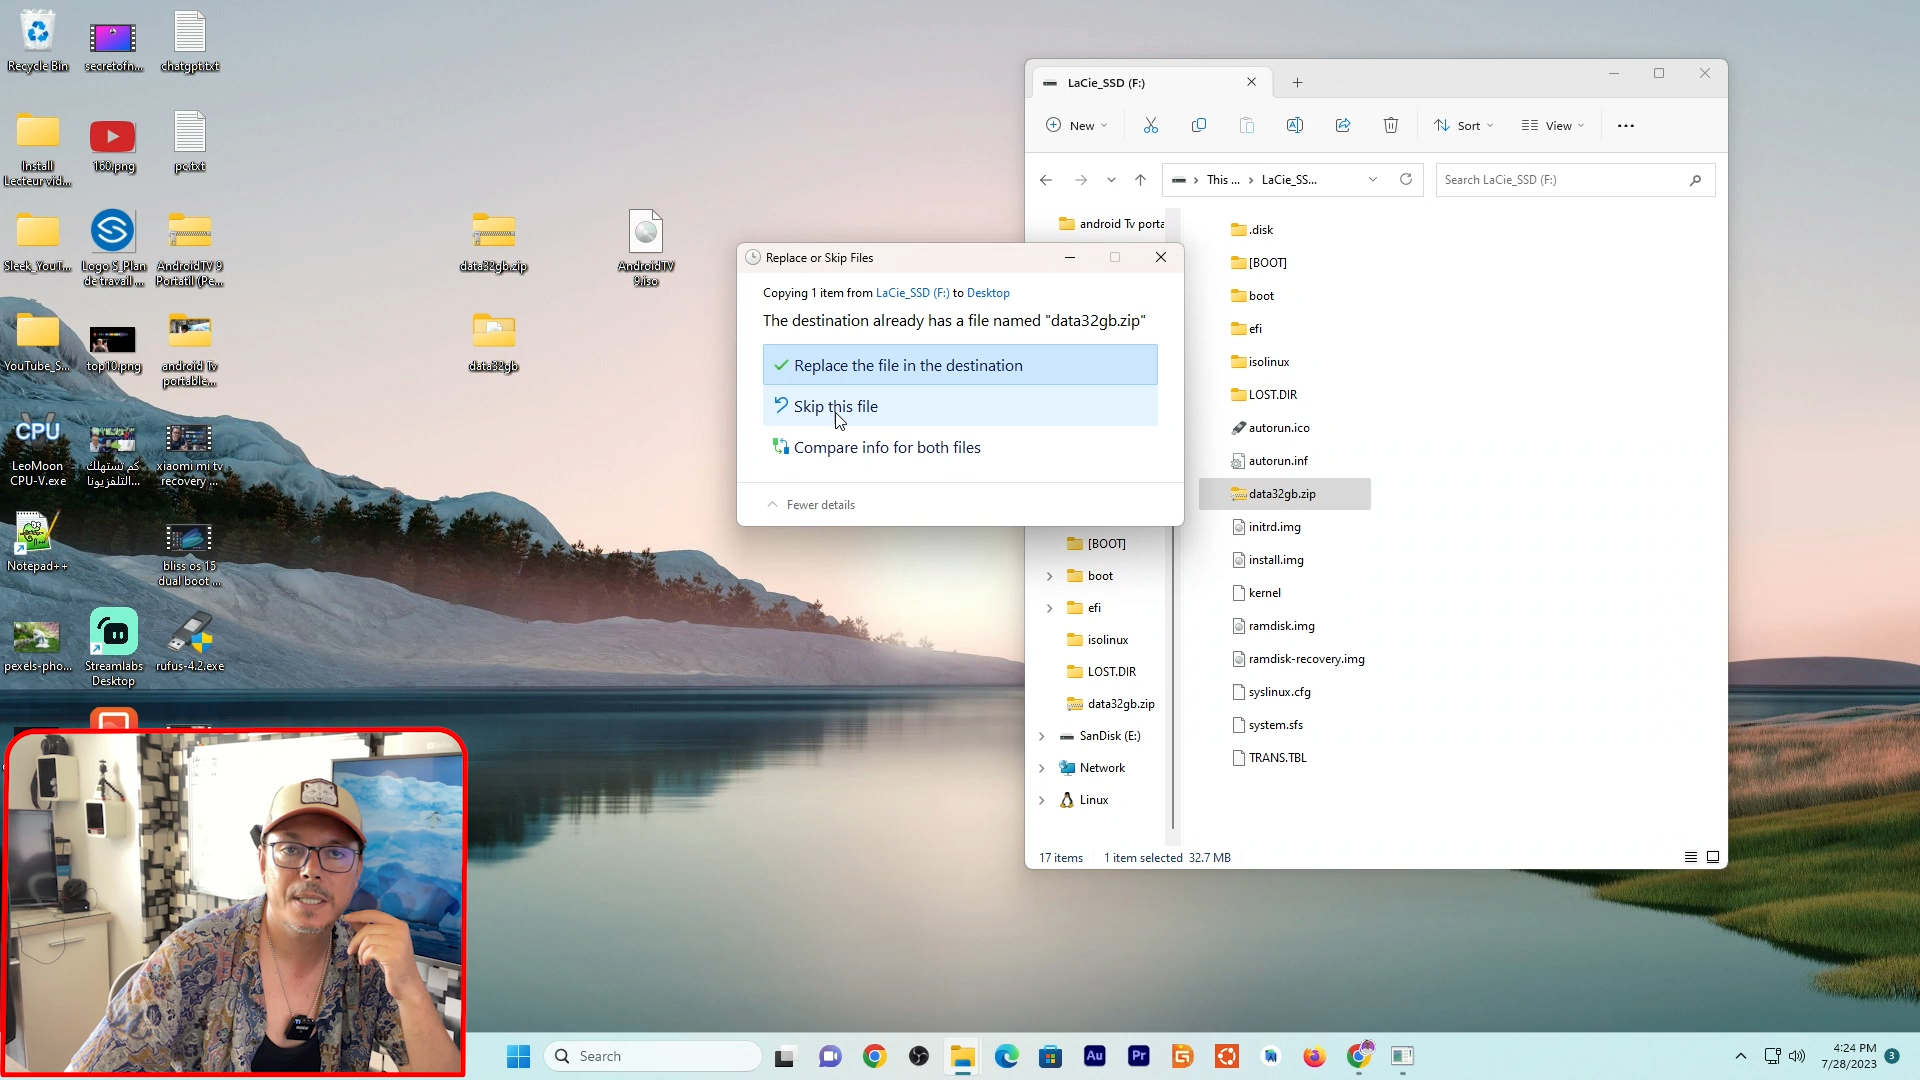 Recycle Bin
secretofn...
chatgpt.txt
Install
Lecteur vid...
160.png
pc.txt
Sleek_YouT...
Logo S_Plan
de travail ...
AndroidTV 9
Portatil (Pe...
data32gb.zip
AndroidTV
9.iso
YouTube_S...
top10.png
android Tv
portable...
data32gb
CPU
LeoMoon
CPU-V.exe
كم تستهلك
التلفزيونا...
xiaomi mi tv
recovery ...
Notepad++
bliss os 15
dual boot ...
pexels-pho...
Streamlabs
Desktop
rufus-4.2.exe
LaCie_SSD (F:)
New
Sort
View
This ...
LaCie_SS...
Search LaCie_SSD (F:)
android Tv porta
[BOOT]
boot
efi
isolinux
LOST.DIR
data32gb.zip
SanDisk (E:)
Network
Linux
.disk
[BOOT]
boot
efi
isolinux
LOST.DIR
autorun.ico
autorun.inf
data32gb.zip
initrd.img
install.img
kernel
ramdisk.img
ramdisk-recovery.img
syslinux.cfg
system.sfs
TRANS.TBL
17 items
1 item selected 32.7 MB
Replace or Skip Files
Copying 1 item from LaCie_SSD (F:) to Desktop
The destination already has a file named "data32gb.zip"
Replace the file in the destination
Skip this file
Compare info for both files
Fewer details
Search
Au
Pr
4:24 PM
7/28/2023
3